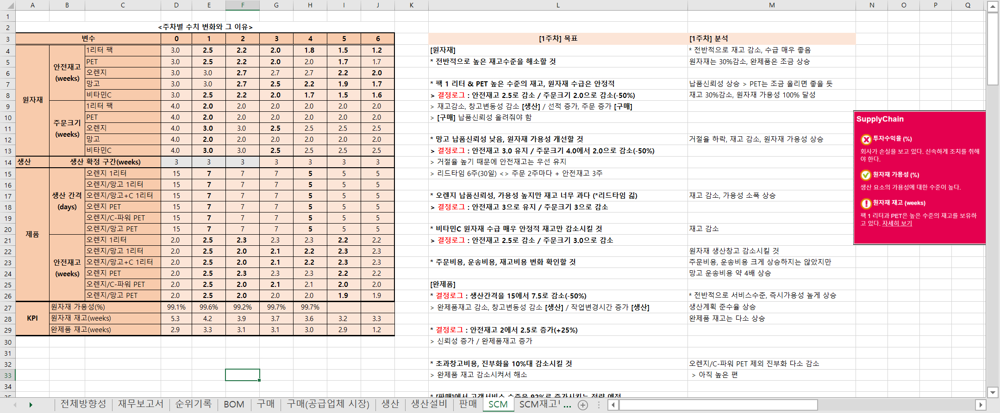 A B C D E F G H I J K L M N O P Q
1
2 <주차별 수치 변화와 그 이유>
3 변수 0 1 2 3 4 5 6 [1주차] 목표 [1주차] 분석
4 1리터 팩 3.0 2.5 2.2 2.0 1.8 1.5 1.2 [원자재] * 전반적으로 재고 감소, 수급 매우 좋음
5 PET 3.0 2.5 2.2 2.0 2.0 1.7 1.7 * 전반적으로 높은 재고수준을 해소할 것 원자재는 30%감소, 완제품은 조금 상승
안전재고
(weeks)
6 오렌지 3.0 3.0 2.7 2.7 2.7 2.2 2.0
7 망고 3.0 3.0 2.7 2.5 2.2 1.9 1.7 * 팩 1 리터 & PET 높은 수준의 재고, 원자재 수급은 안정적 납품신뢰성 상승 > PET는 조금 올리면 좋을 듯
8 비타민C 3.0 2.5 2.2 2.0 1.7 1.5 1.6 > 결정로그 : 안전재고 2.5로 감소 / 주문크기 2.0으로 감소(-50%) 재고 30%감소, 원자재 가용성 100% 달성
원자재
9 1리터 팩 4.0 2.0 2.0 2.0 2.0 2.0 2.0 > 재고감소, 창고변동성 감소 [생산] / 선적 증가, 주문 증가 [구매]
10 PET 4.0 2.0 2.0 2.0 2.0 2.0 2.0 > [구매] 납품신뢰성 올려줘야 함
주문크기
(weeks)
11 오렌지 4.0 3.0 3.0 2.5 2.5 2.5 2.5
12 망고 4.0 2.0 2.0 2.0 2.0 2.0 2.0 * 망고 납품신뢰성 낮음, 원자재 가용성 개선할 것 거절율 하락, 재고 감소, 원자재 가용성 상승
13 비타민C 4.0 3.0 3.0 2.5 2.5 2.5 2.5 > 결정로그 : 안전재고 3.0 유지 / 주문크기 4.0에서 2.0으로 감소(-50%)
14 생산 생산 확정 구간(weeks) 3 3 3 3 3 3 3 > 거절율 높기 때문에 안전재고는 우선 유지
15 오렌지 1리터 15 7 7 7 5 5 5 > 리드타임 6주(30일) <> 주문 2주마다 + 안전재고 3주
16 오렌지/망고 1리터 15 7 7 7 5 5 5
17 오렌지/망고+C 1리터 15 7 7 7 5 5 5 * 오렌지 납품신뢰성, 가용성 높지만 재고 너무 과다 (*리드타임 긺) 재고 감소, 가용성 소폭 상승
생산 간격
(days)
18 오렌지 PET 15 7 7 7 5 5 5 > 결정로그 : 안전재고 3으로 유지 / 주문크기 3으로 감소
19 오렌지/C-파워 PET 15 7 7 7 5 5 5
20 오렌지/망고 PET 15 7 7 7 5 5 5 * 비타민C 원자재 수급 매우 안정적 재고만 감소시킬 것 재고 감소
제품
21 오렌지 1리터 2.0 2.5 2.3 2.3 2.3 2.2 2.2 > 결정로그 : 안전재고 2.5로 감소 / 주문크기 3.0으로 감소
22 오렌지/망고 1리터 2.0 2.5 2.0 2.1 2.2 2.3 2.3 원자재 생산창고 감소시킬 것
23 오렌지/망고+C 1리터 2.0 2.5 2.0 2.1 2.2 2.3 2.3 * 주문비용, 운송비용, 재고비용 변화 확인할 것 주문비용, 운송비용 크게 상승하지는 않았지만
안전재고
(weeks)
24 오렌지 PET 2.0 2.5 2.3 2.3 2.3 2.2 2.2 망고 운송비용 약 4배 상승
25 오렌지/C-파워 PET 2.0 2.5 2.0 2.1 2.1 2.0 2.0 [완제품]
26 오렌지/망고 PET 2.0 2.5 2.0 2.0 2.0 1.9 1.9 * 결정로그 : 생산간격을 15에서 7.5로 감소(-50%) * 전반적으로 서비스수준, 즉시가용성 높게 상승
27 원자재 가용성(%) 99.1% 99.6% 99.2% 99.7% 99.7% > 완제품재고 감소, 창고변동성 감소 [생산] / 작업변경시간 증가 [생산] 생산계획 준수율 상승
28 KPI 원자재 재고(weeks) 5.3 4.2 3.9 3.7 3.6 3.2 3.3 완제품 재고는 다소 상승
29 완제품 재고(weeks) 2.9 3.3 3.1 3.1 3.0 2.9 1.2 * 결정로그 : 안전재고 2에서 2.5로 증가(+25%)
30 > 신뢰성 증가 / 완제품재고 증가
31
32 * 초과창고비용, 진부화율 10%대 감소시킬 것 오렌지/C-파워 PET 제외 진부화 다소 감소
33 > 완제품 재고 감소시켜서 해소 > 아직 높은 편
34
* [판매]에서 고객서비스 수준을 92%로 증가시키는 전략 예정
SupplyChain
투자수익율 (%)
회사가 손실을 보고 있다. 신속하게 조치를 취해
야 한다.
원자재 가용성 (%)
생산 요소의 가용성에 대한 수준이 높다.
원자재 재고 (weeks)
팩 1 리터과 PET은 높은 수준의 재고를 보유하
고 있다. 자세히 보기
전체방향성 재무보고서 순위기록 BOM 구매 구매(공급업체 시장) 생산 생산설비 판매 SCM SCM재고 ...